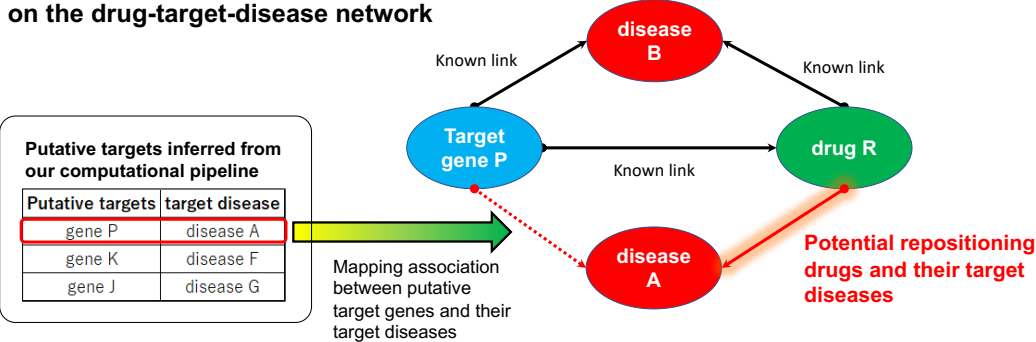 on the drug-target-disease network
disease
B
Known link
Known link
Target
gene P
drug R
Known link
Putative targets inferred from
our computational pipeline
Putative targets target disease
gene P disease A
gene K disease F
gene J disease G
Mapping association
between putative
target genes and their
target diseases
disease
A
Potential repositioning
drugs and their target
diseases